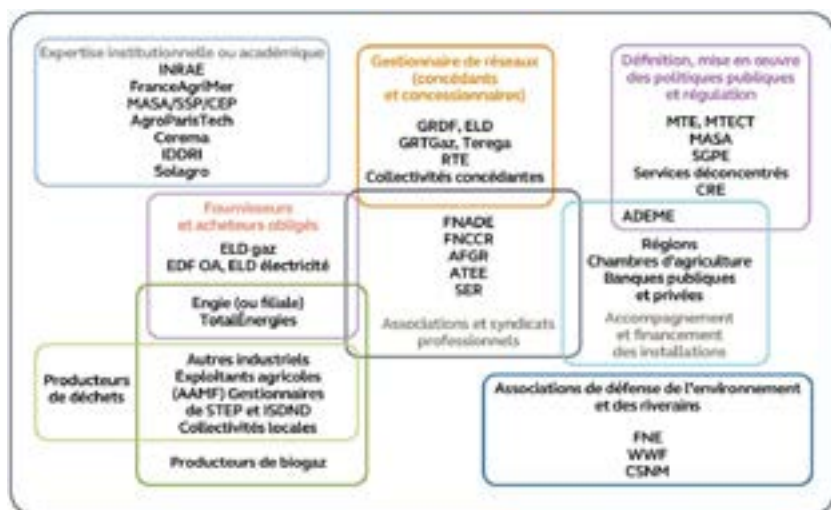 Expertise institutionnelle ou académique
INRAE
FranceAgriMer
MASA/SSP/CEP
AgroParisTech
Cerema
IDDRI
Solagro
Gestionnaire de réseaux
(concédants
et concessionnaires)
GRDF, ELD
GRTGaz, Terega
RTE
Collectivités concédantes
Définition, mise en œuvre
des politiques publiques
et régulation
MTE, MTECT
MASA
SGPE
Services déconcentrés
CRE
ADEME
Régions
Chambres d'agriculture
Banques publiques
et privées
Accompagnement
et financement
des installations
Fournisseurs
et acheteurs obligés
ELD gaz
EDF OA, ELD électricité
Engie (ou filiale)
TotalÉnergies
FNADE
FNCCR
AFGR
ATEE
SER
Associations et syndicats
professionnels
Producteurs
de déchets
Autres industriels
Exploitants agricoles
(AAMF) Gestionnaires
de STEP et ISDND
Collectivités locales
Producteurs de biogaz
Associations de défense de l'environnement
et des riverains
FNE
WWF
CSNM